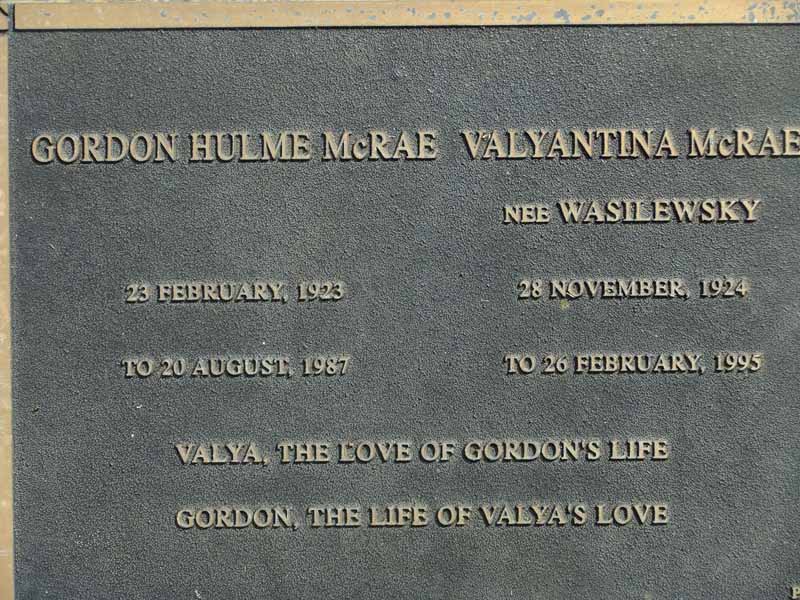 GORDON HULME McRAE VALYANTINA McRAE
NEE WASILEWSKY
23 FEBRUARY, 1923 28 NOVEMBER, 1924
TO 20 AUGUST, 1987 TO 26 FEBRUARY, 1995
VALYA, THE LOVE OF GORDON'S LIFE
GORDON, THE LIFE OF VALYA'S LOVE